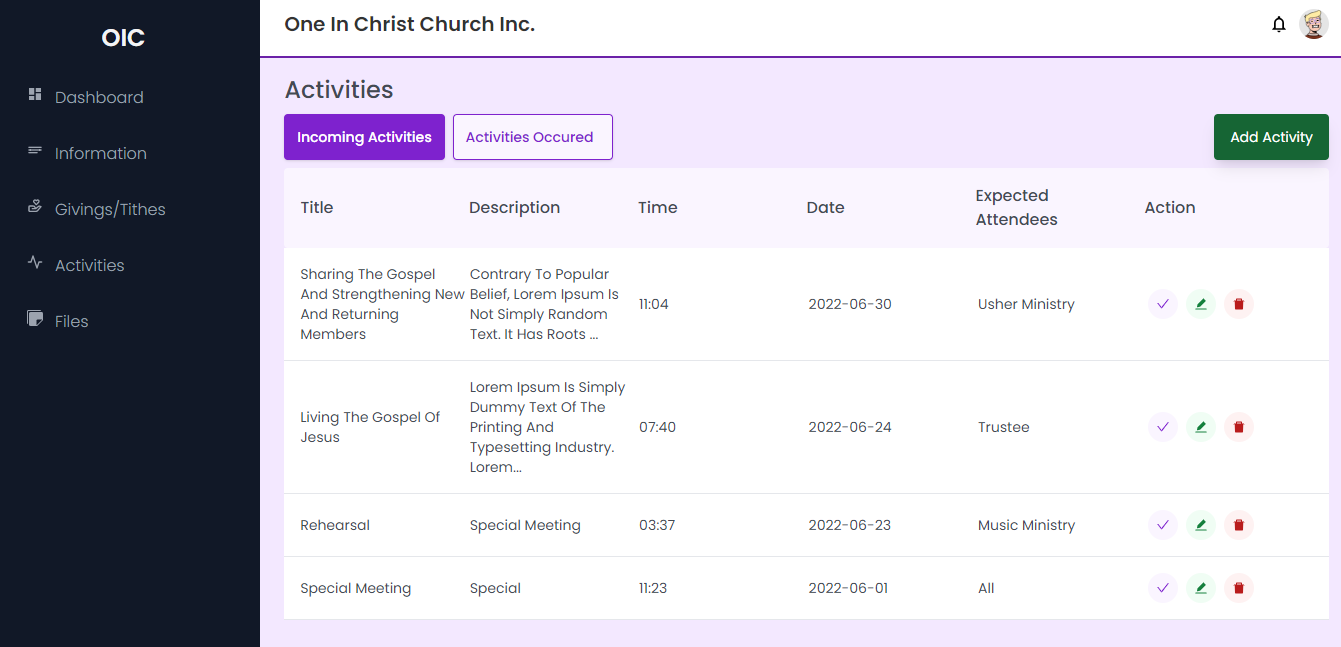 OIC
One In Christ Church Inc.
Dashboard
Information
Givings/Tithes
Activities
Files
Activities
Incoming Activities
Activities Occured
Add Activity
Title
Description
Time
Date
Expected
Attendees
Action
Sharing The Gospel
And Strengthening New
And Returning
Members
Contrary To Popular
Belief, Lorem Ipsum Is
Not Simply Random
Text. It Has Roots ...
11:04
2022-06-30
Usher Ministry
Living The Gospel Of
Jesus
Lorem Ipsum Is Simply
Dummy Text Of The
Printing And
Typesetting Industry.
Lorem...
07:40
2022-06-24
Trustee
Rehearsal
Special Meeting
03:37
2022-06-23
Music Ministry
Special Meeting
Special
11:23
2022-06-01
All